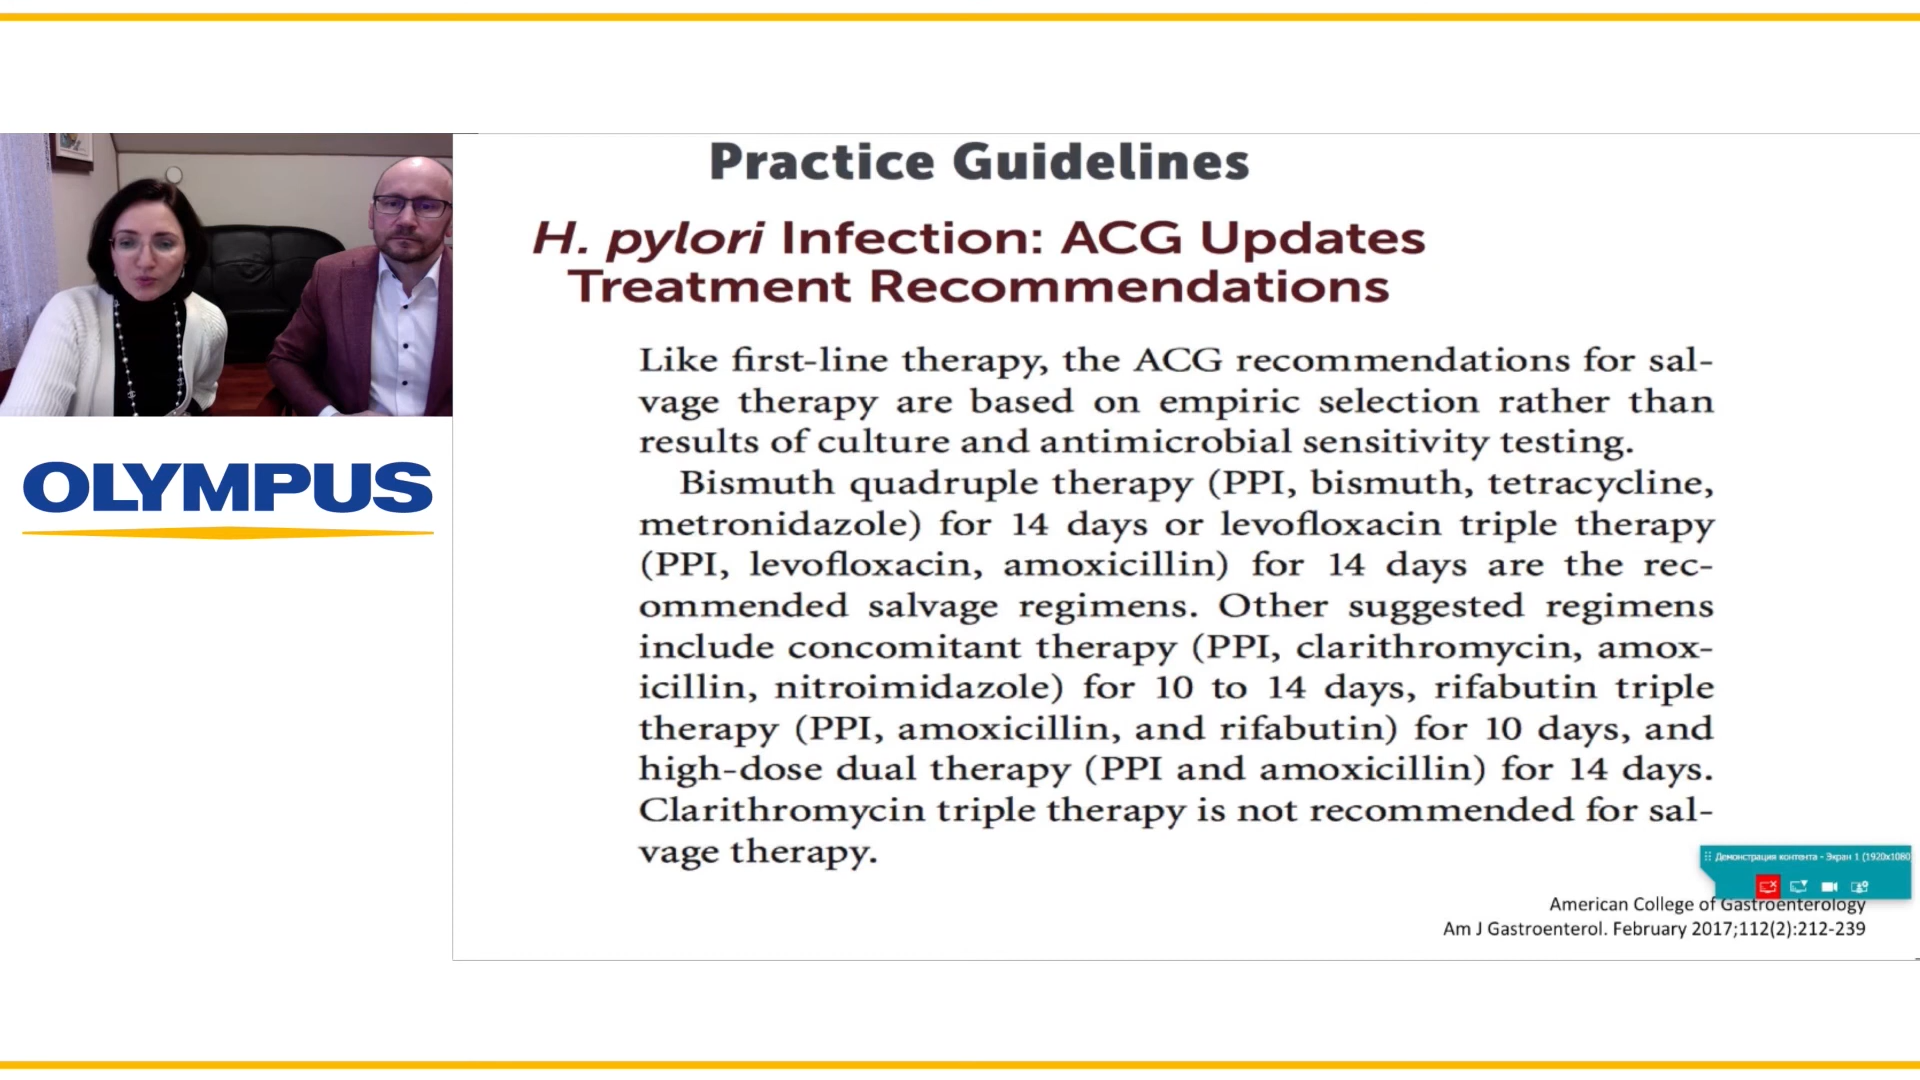 Practice Guidelines
H. pylori Infection: ACG Updates
Treatment Recommendations
Like first-line therapy, the ACG recommendations for sal-
vage therapy are based on empiric selection rather than
results of culture and antimicrobial sensitivity testing.
Bismuth quadruple therapy (PPI, bismuth, tetracycline,
metronidazole) for 14 days or levofloxacin triple therapy
(PPI, levofloxacin, amoxicillin) for 14 days are the rec-
ommended salvage regimens. Other suggested regimens
include concomitant therapy (PPI, clarithromycin, amox-
icillin, nitroimidazole) for 10 to 14 days, rifabutin triple
therapy (PPI, amoxicillin, and rifabutin) for 10 days, and
high-dose dual therapy (PPI and amoxicillin) for 14 days.
Clarithromycin triple therapy is not recommended for sal-
vage therapy.
OLYMPUS
Демонстрация контента - Экран 1 (1920x1080
American College of Gastroenterology
Am J Gastroenterol. February 2017;112(2):212-239